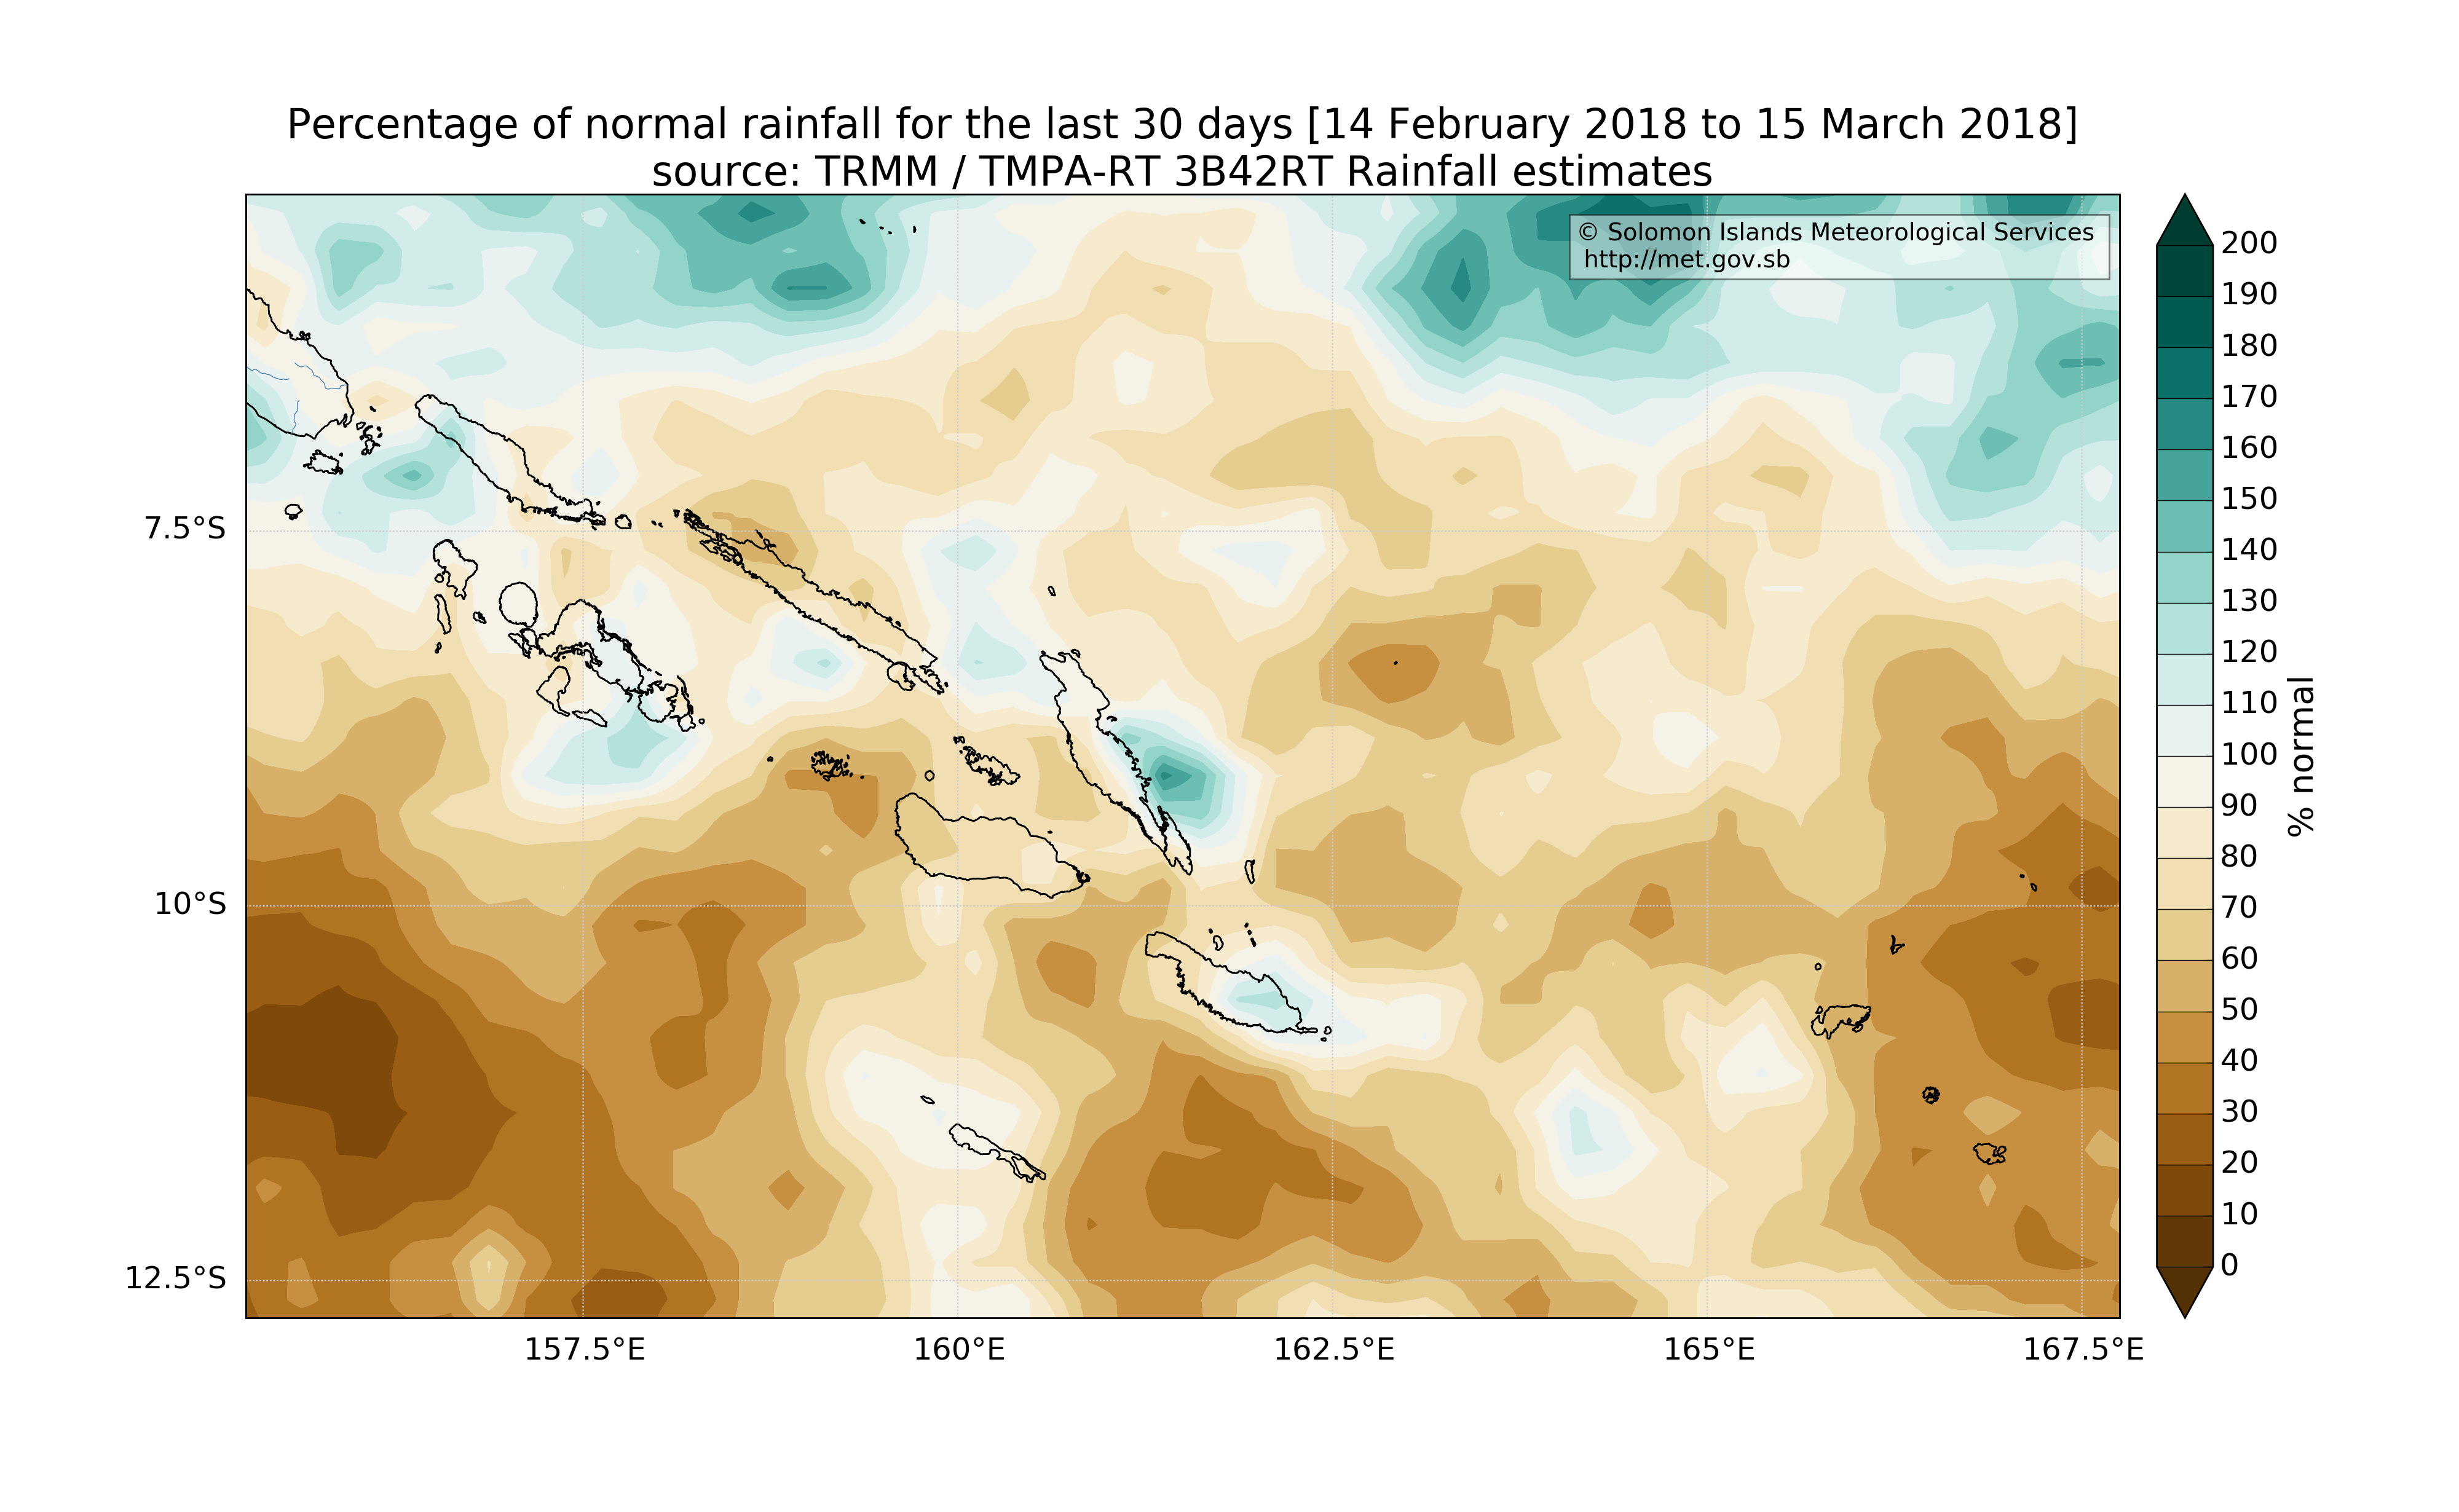 Percentage of normal rainfall for the last 30 days [14 February 2018 to 15 March 2018]
source: TRMM / TMPA-RT 3B42RT Rainfall estimates
© Solomon Islands Meteorological Services
http://met.gov.sb
7.5°S
10°S
12.5°S
157.5°E
160°E
162.5°E
165°E
167.5°E
200
190
180
170
160
150
140
130
120
110
100
90
80
70
60
50
40
30
20
10
0
% normal